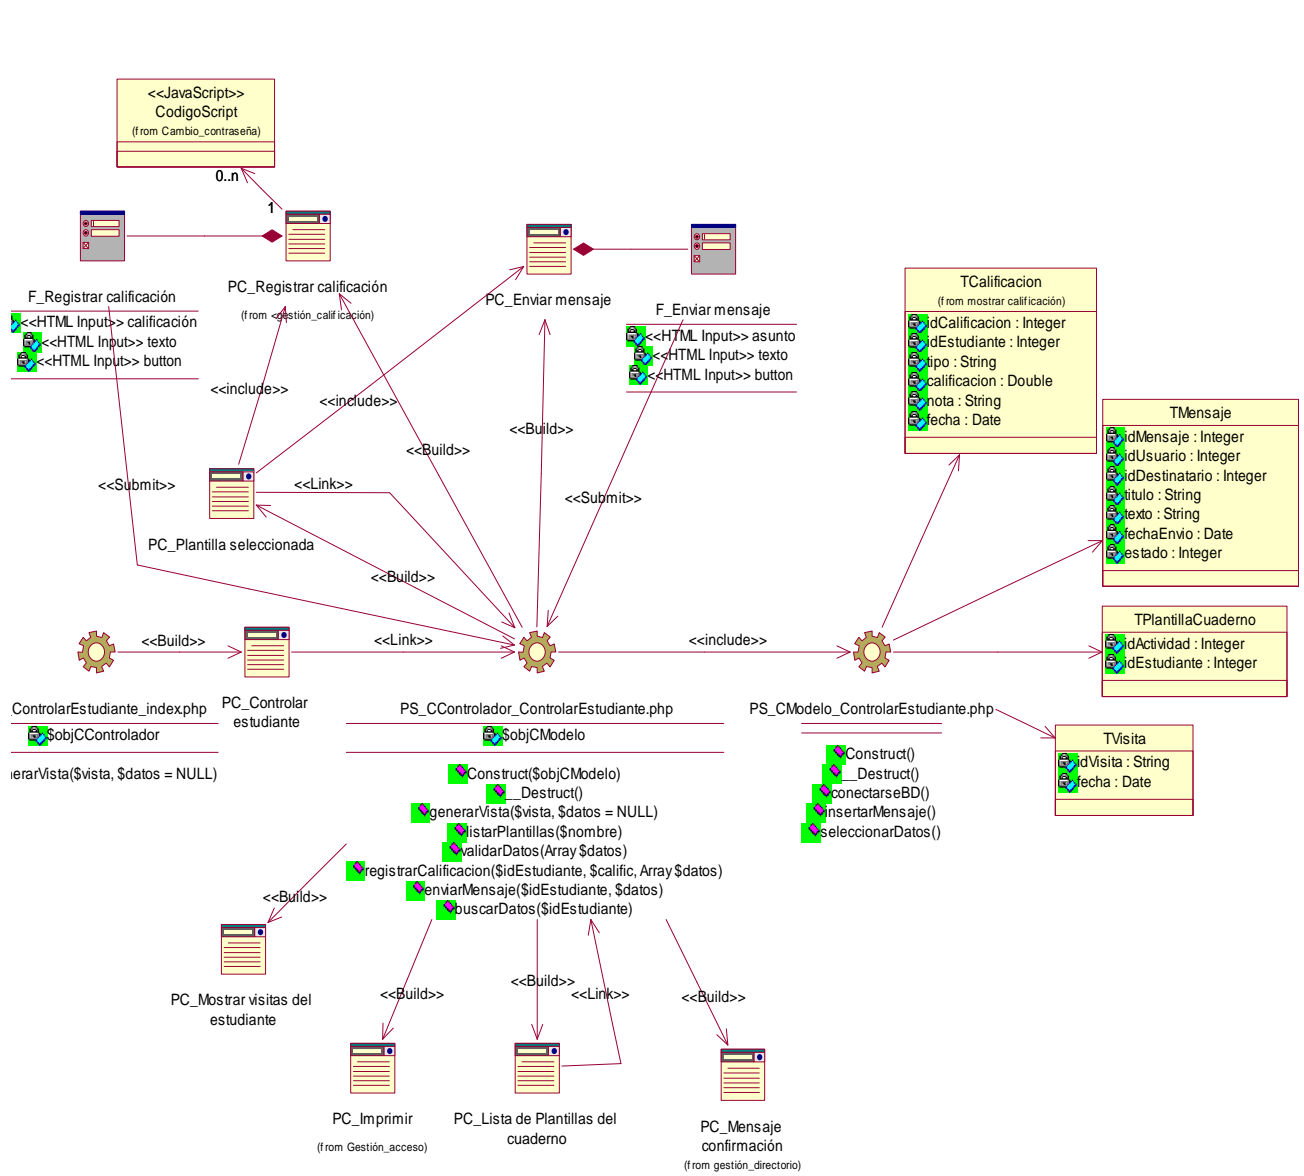 <<JavaScript>>
CodigoScript
(from Cambio_contraseña)
0..n
1
F_Registrar calificación
<<HTML Input>> calificación
<<HTML Input>> texto
<<HTML Input>> button
PC_Registrar calificación
(from <gestión_calificación)
PC_Enviar mensaje
F_Enviar mensaje
<<HTML Input>> asunto
<<HTML Input>> texto
<<HTML Input>> button
TCalificacion
(from mostrar calificación)
idCalificacion : Integer
idEstudiante : Integer
tipo : String
calificacion : Double
nota : String
fecha : Date
TMensaje
idMensaje : Integer
idUsuario : Integer
idDestinatario : Integer
titulo : String
texto : String
fechaEnvio : Date
estado : Integer
<<include>>
<<include>>
<<Build>>
<<Build>>
<<Submit>>
<<Link>>
<<Submit>>
PC_Plantilla seleccionada
<<Build>>
<<Build>>
<<Link>>
<<include>>
TPlantillaCuaderno
idActividad : Integer
idEstudiante : Integer
_ControlarEstudiante_index.php
$objCControlador
nerarVista($vista, $datos = NULL)
PC_Controlar
estudiante
PS_CControlador_ControlarEstudiante.php
$objCModelo
Construct($objCModelo)
__Destruct()
generarVista($vista, $datos = NULL)
listarPlantillas($nombre)
validarDatos(Array $datos)
registrarCalificacion($idEstudiante, $calific, Array $datos)
enviarMensaje($idEstudiante, $datos)
buscarDatos($idEstudiante)
PS_CModelo_ControlarEstudiante.php
Construct()
__Destruct()
conectarseBD()
insertarMensaje()
seleccionarDatos()
TVisita
idVisita : String
fecha : Date
<<Build>>
PC_Mostrar visitas del
estudiante
<<Build>>
<<Build>>
<<Link>>
<<Build>>
PC_Imprimir
(from Gestión_acceso)
PC_Lista de Plantillas del
cuaderno
PC_Mensaje
confirmación
(from gestión_directorio)